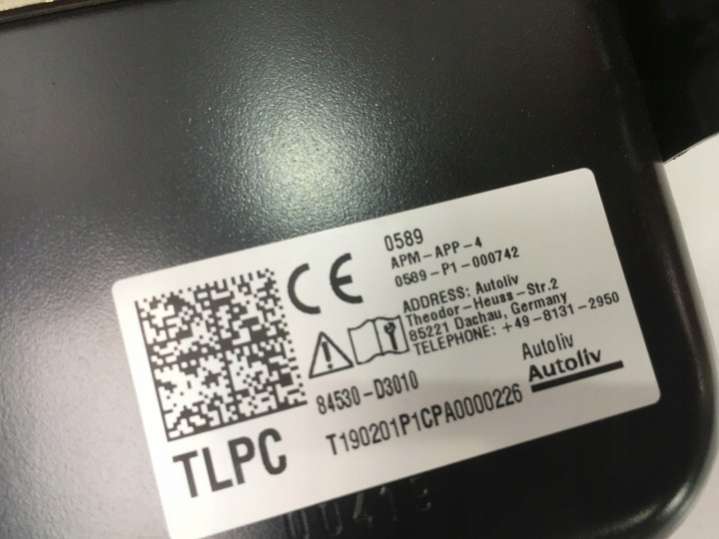 CE
0589
APM-APP-4
0589-P1-000742
ADDRESS: Autoliv
Theodor-Heuss-Str.2
85221 Dachau, Germany
TELEPHONE: +49-8131-2950
84530-D3010
Autoliv
Autoliv
TLPC
T190201P1CPA0000226